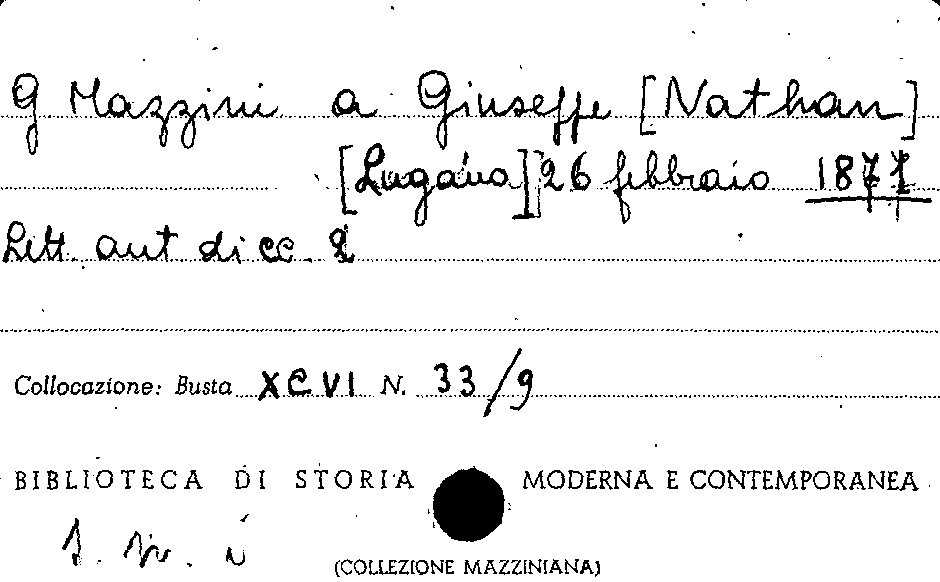 G Mazzini a Giuseppe [Nathan]
[Lugano] 26 febbraio 1871
Lett. aut di cc. 2
Collocazione: Busta XCVI N. 33/9
BIBLIOTECA DI STORIA MODERNA E CONTEMPORANEA
(COLLEZIONE MAZZINIANA)